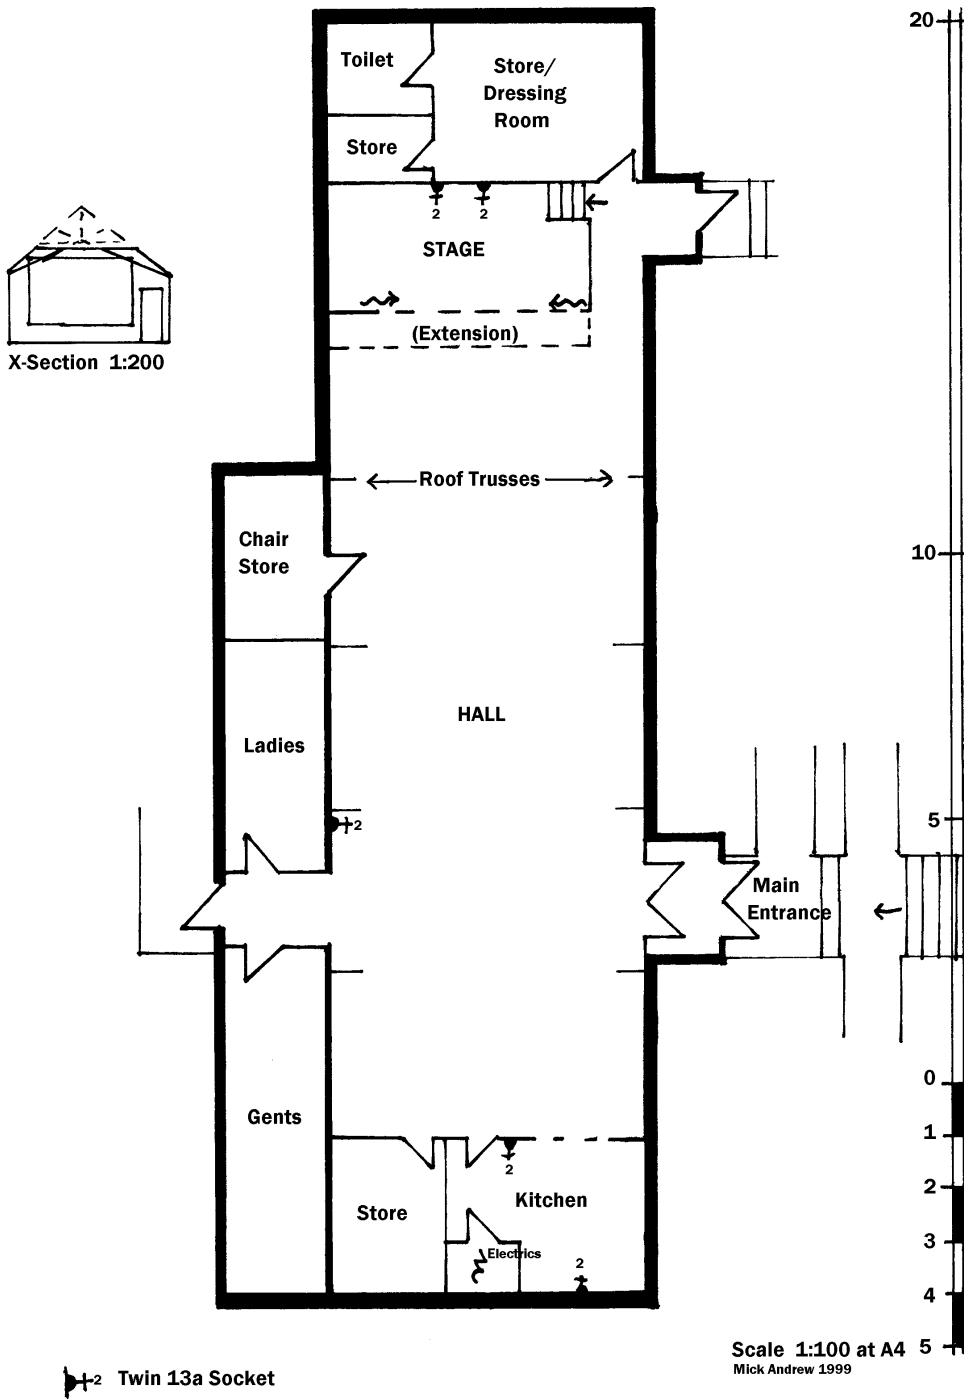 20
Toilet
Store/
Dressing
Room
Store
2
2
STAGE
(Extension)
X-Section 1:200
Roof Trusses
Chair
Store
10
HALL
Ladies
5
2
Main
Entrance
0
Gents
1
2
2
Store
Kitchen
3
Electrics
2
4
Scale 1:100 at A4
5
Mick Andrew 1999
2
Twin 13a Socket